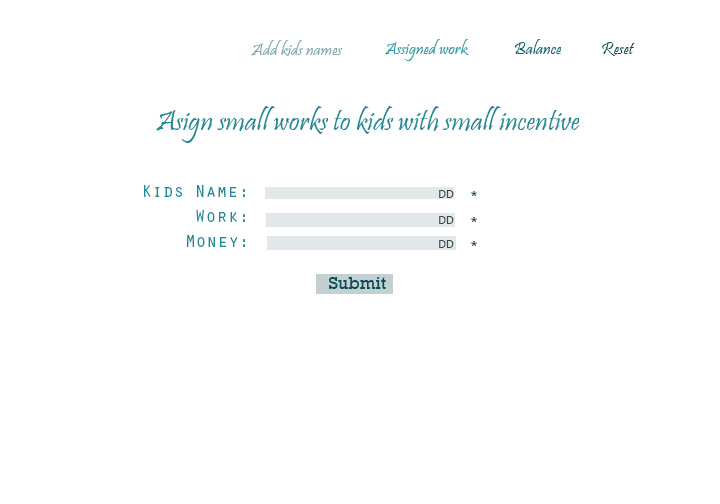 Add kids names Assigned work Balance Reset
Asign small works to kids with small incentive
Kids Name: DD *
Work: DD *
Money: DD *
Submit